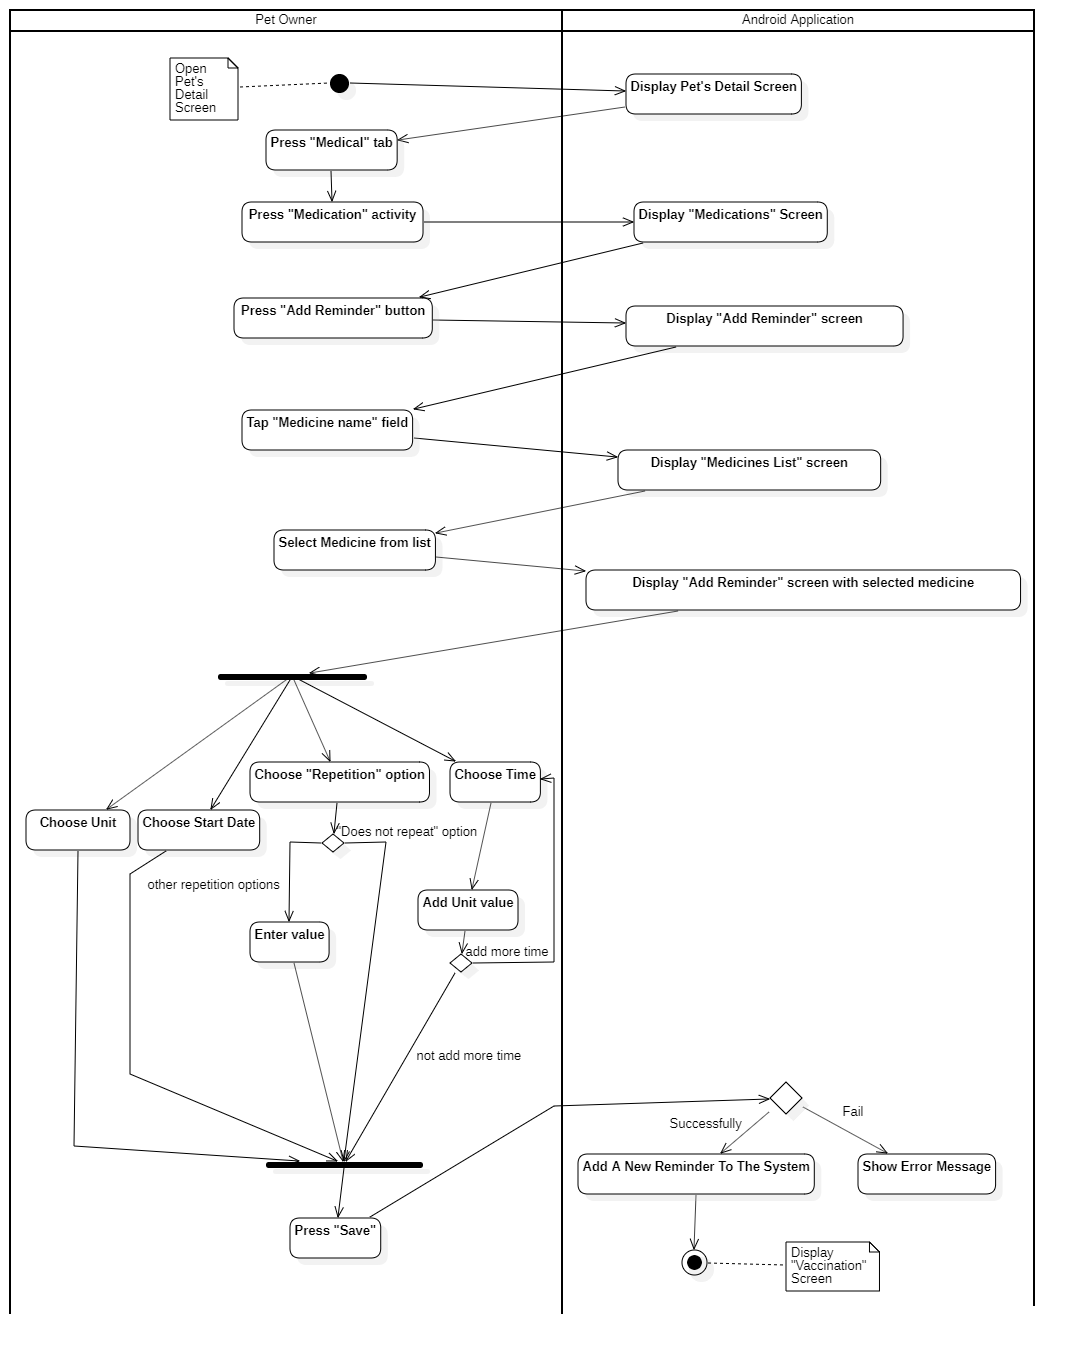 Pet Owner
Android Application
Open
Pet's
Detail
Screen
Display Pet's Detail Screen
Press "Medical" tab
Press "Medication" activity
Display "Medications" Screen
Press "Add Reminder" button
Display "Add Reminder" screen
Tap "Medicine name" field
Display "Medicines List" screen
Select Medicine from list
Display "Add Reminder" screen with selected medicine
Choose "Repetition" option
Choose Time
Choose Unit
Choose Start Date
"Does not repeat" option
other repetition options
Add Unit value
Enter value
add more time
not add more time
Successfully
Fail
Add A New Reminder To The System
Show Error Message
Press "Save"
Display
"Vaccination"
Screen